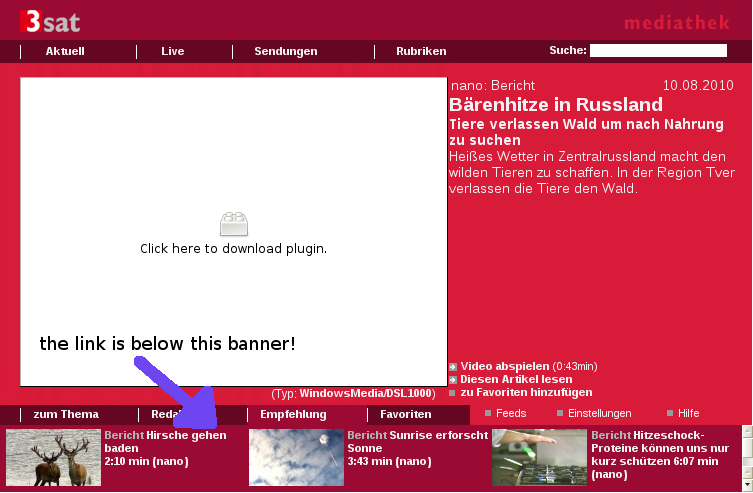 3sat
mediathek
Aktuell
Live
Sendungen
Rubriken
Suche:
nano: Bericht
10.08.2010
Bärenhitze in Russland
Tiere verlassen Wald um nach Nahrung
zu suchen
Heißes Wetter in Zentralrussland macht den
wilden Tieren zu schaffen. In der Region Tver
verlassen die Tiere den Wald.
Click here to download plugin.
the link is below this banner!
Video abspielen (0:43min)
Diesen Artikel lesen
zu Favoriten hinzufügen
(Typ: WindowsMedia/DSL1000)
zum Thema
Empfehlung
Favoriten
Feeds
Einstellungen
Hilfe
Bericht Hirsche gehen
baden
2:10 min (nano)
Bericht Sunrise erforscht
Sonne
3:43 min (nano)
Bericht Hitzeschock-
Proteine können uns nur
kurz schützen 6:07 min
(nano)